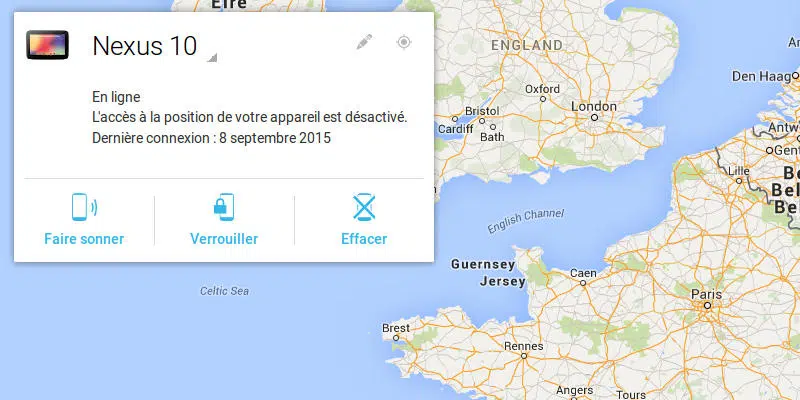 Eire
Nexus 10
En ligne
L'accès à la position de votre appareil est désactivé.
Dernière connexion : 8 septembre 2015
Faire sonner
Verrouiller
Effacer
ENGLAND
Oxford
London
Bristol
Cardiff
Bath
Den Haag
Antw
Gent
Lille
Be
Bel
Bel
English Channel
Guernsey
Jersey
Caen
Celtic Sea
Paris
Brest
Rennes
Angers
Tours